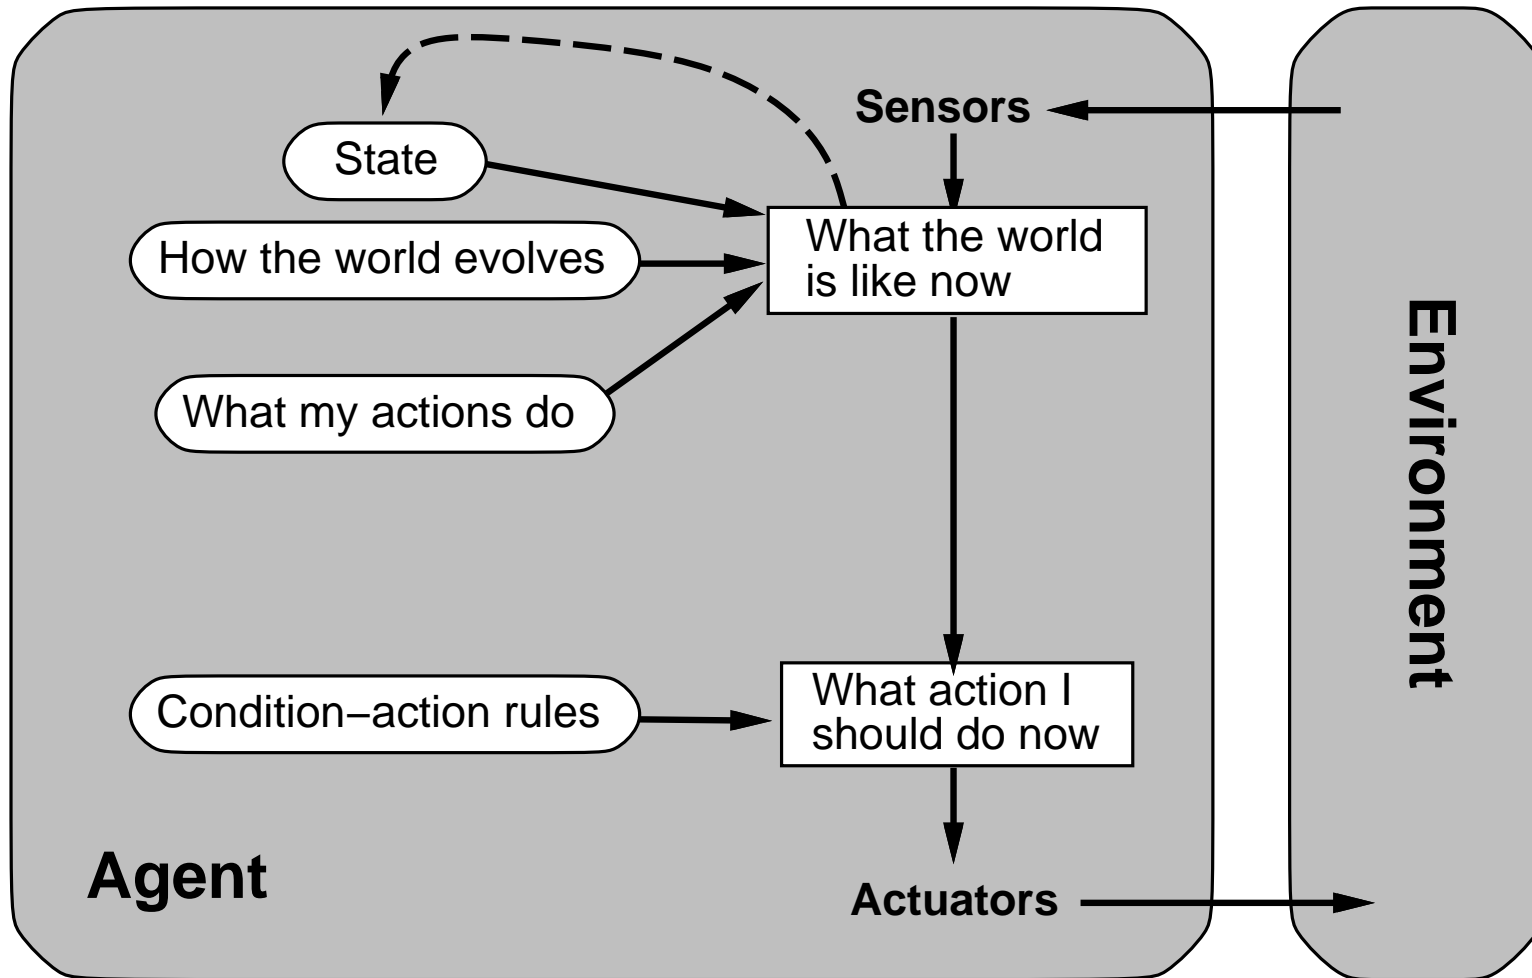 Sensors
State
What the world
is like now
How the world evolves
What my actions do
Environment
Condition–action rules
What action I
should do now
Agent
Actuators